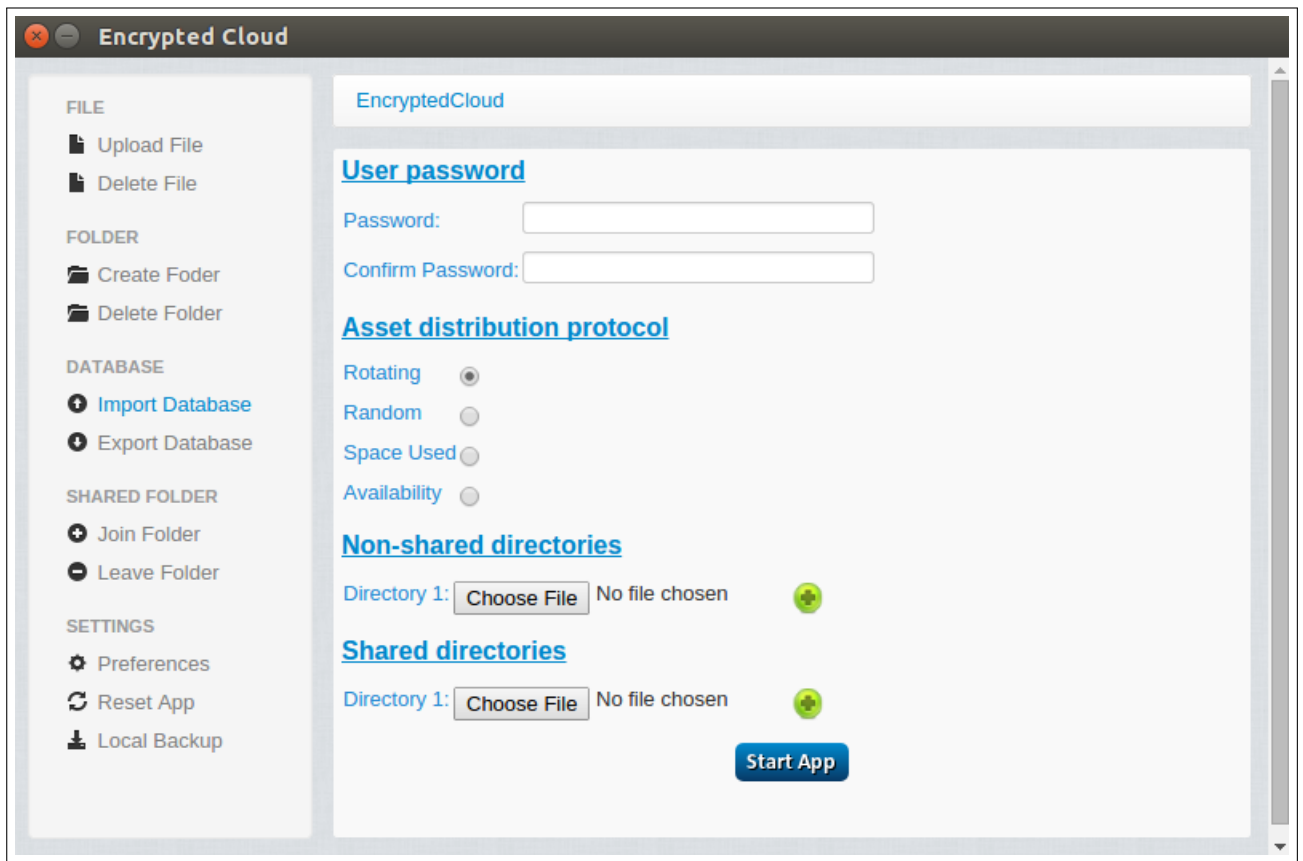 Encrypted Cloud
FILE
Upload File
Delete File
FOLDER
Create Foder
Delete Folder
DATABASE
Import Database
Export Database
SHARED FOLDER
Join Folder
Leave Folder
SETTINGS
Preferences
Reset App
Local Backup
EncryptedCloud
User password
Password:
Confirm Password:
Asset distribution protocol
Rotating
Random
Space Used
Availability
Non-shared directories
Directory 1: Choose File No file chosen
Shared directories
Directory 1: Choose File No file chosen
Start App